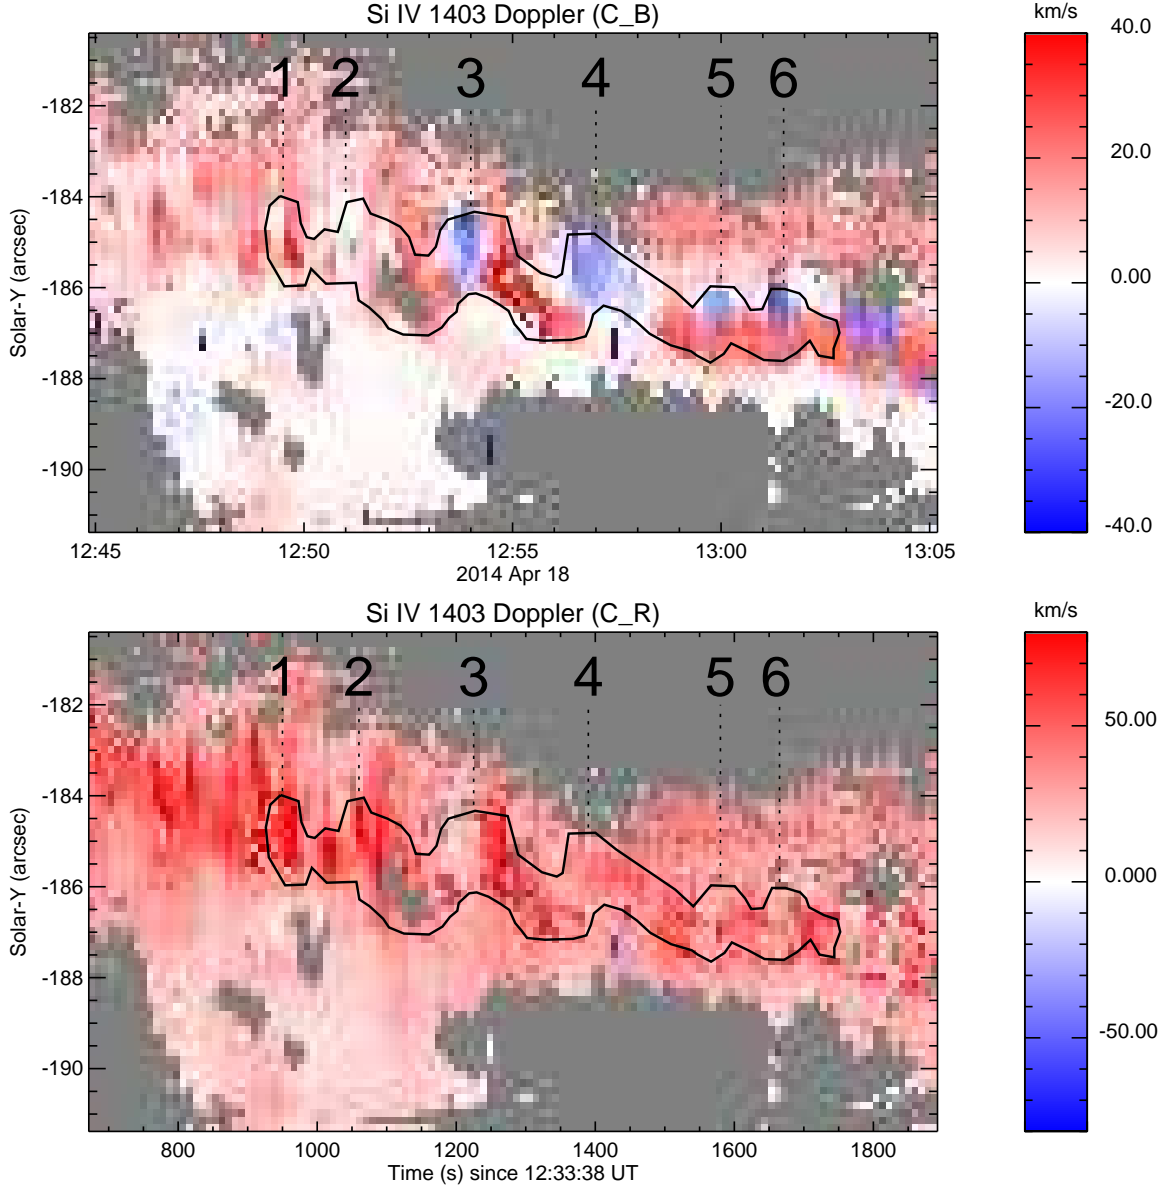 Si IV 1403 Doppler (C_B)
km/s
1 2 3 4 5 6
-182
-184
-186
-188
-190
Solar-Y (arcsec)
12:45 12:50 12:55 13:00 13:05
2014 Apr 18
40.0
20.0
0.00
-20.0
-40.0
Si IV 1403 Doppler (C_R)
km/s
1 2 3 4 5 6
-182
-184
-186
-188
-190
Solar-Y (arcsec)
800 1000 1200 1400 1600 1800
Time (s) since 12:33:38 UT
50.00
0.000
-50.00